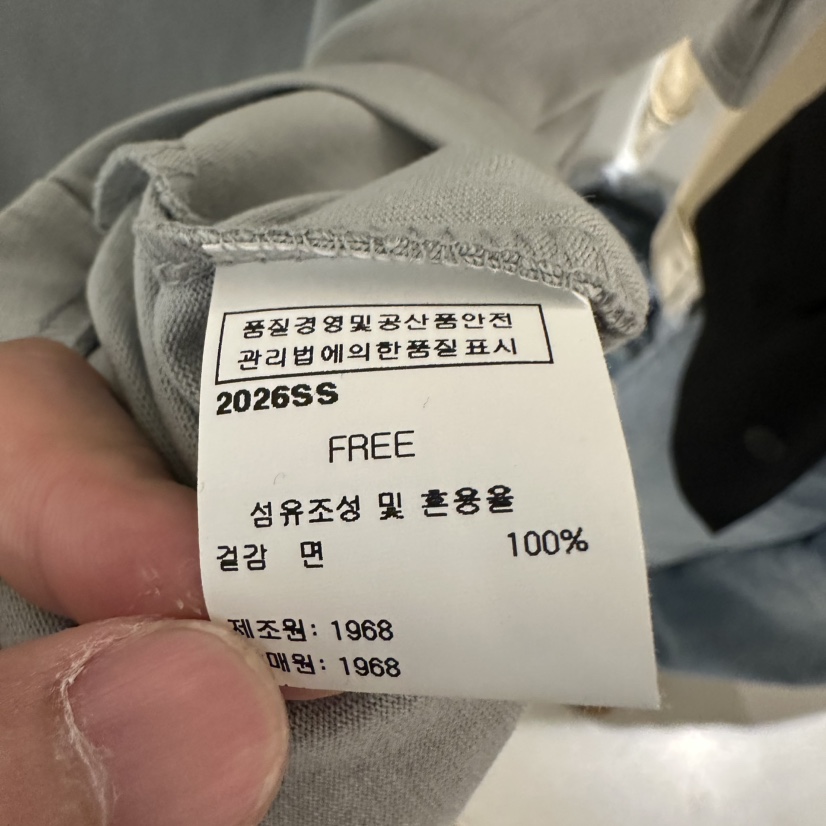 품질경영및공산품안전
관리법에의한품질표시
2026SS
FREE
섬유조성 및 혼용율
겉감 면 100%
제조원: 1968
매원: 1968